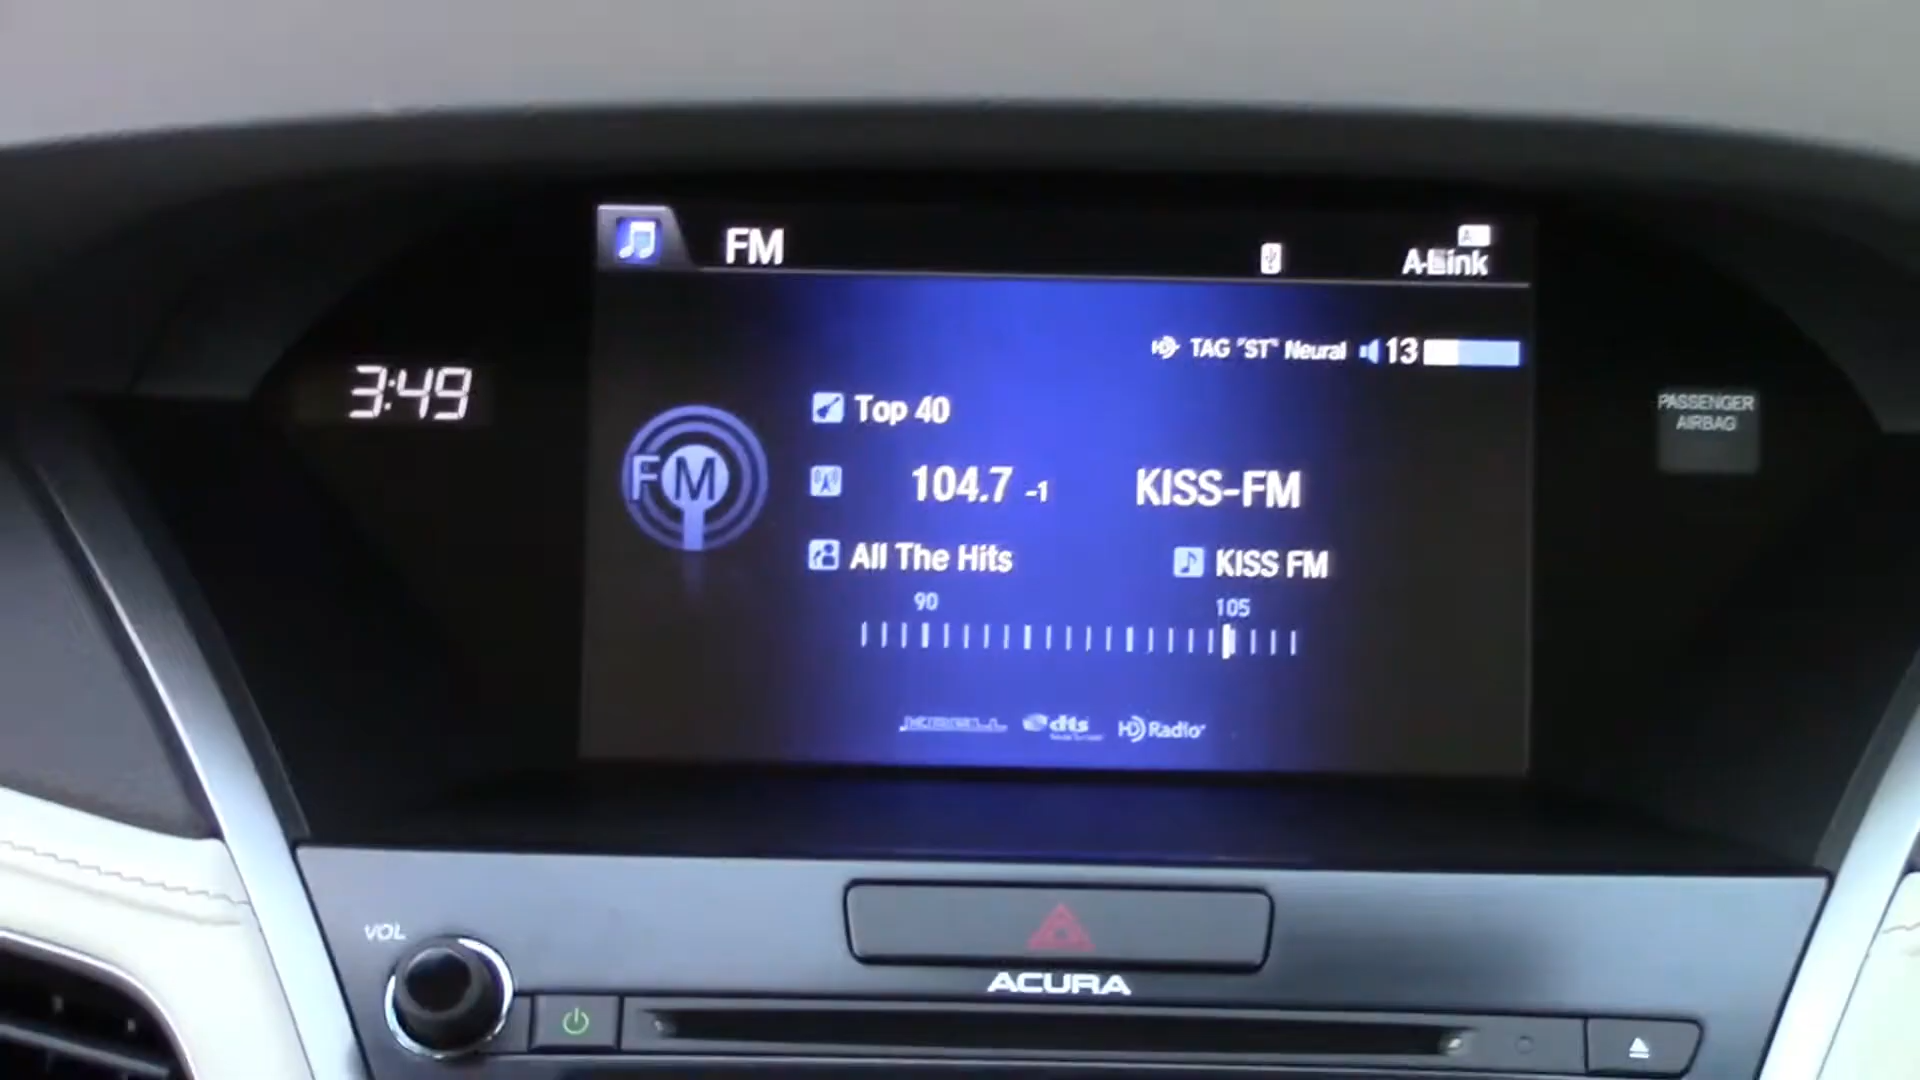 FM
A-Link
TAG "ST" Neural 13
3:49
PASSENGER
AIRBAG
Top 40
FM
104.7 -1 KISS-FM
All The Hits KISS FM
90 105
dts
HD Radio
VOL
ACURA